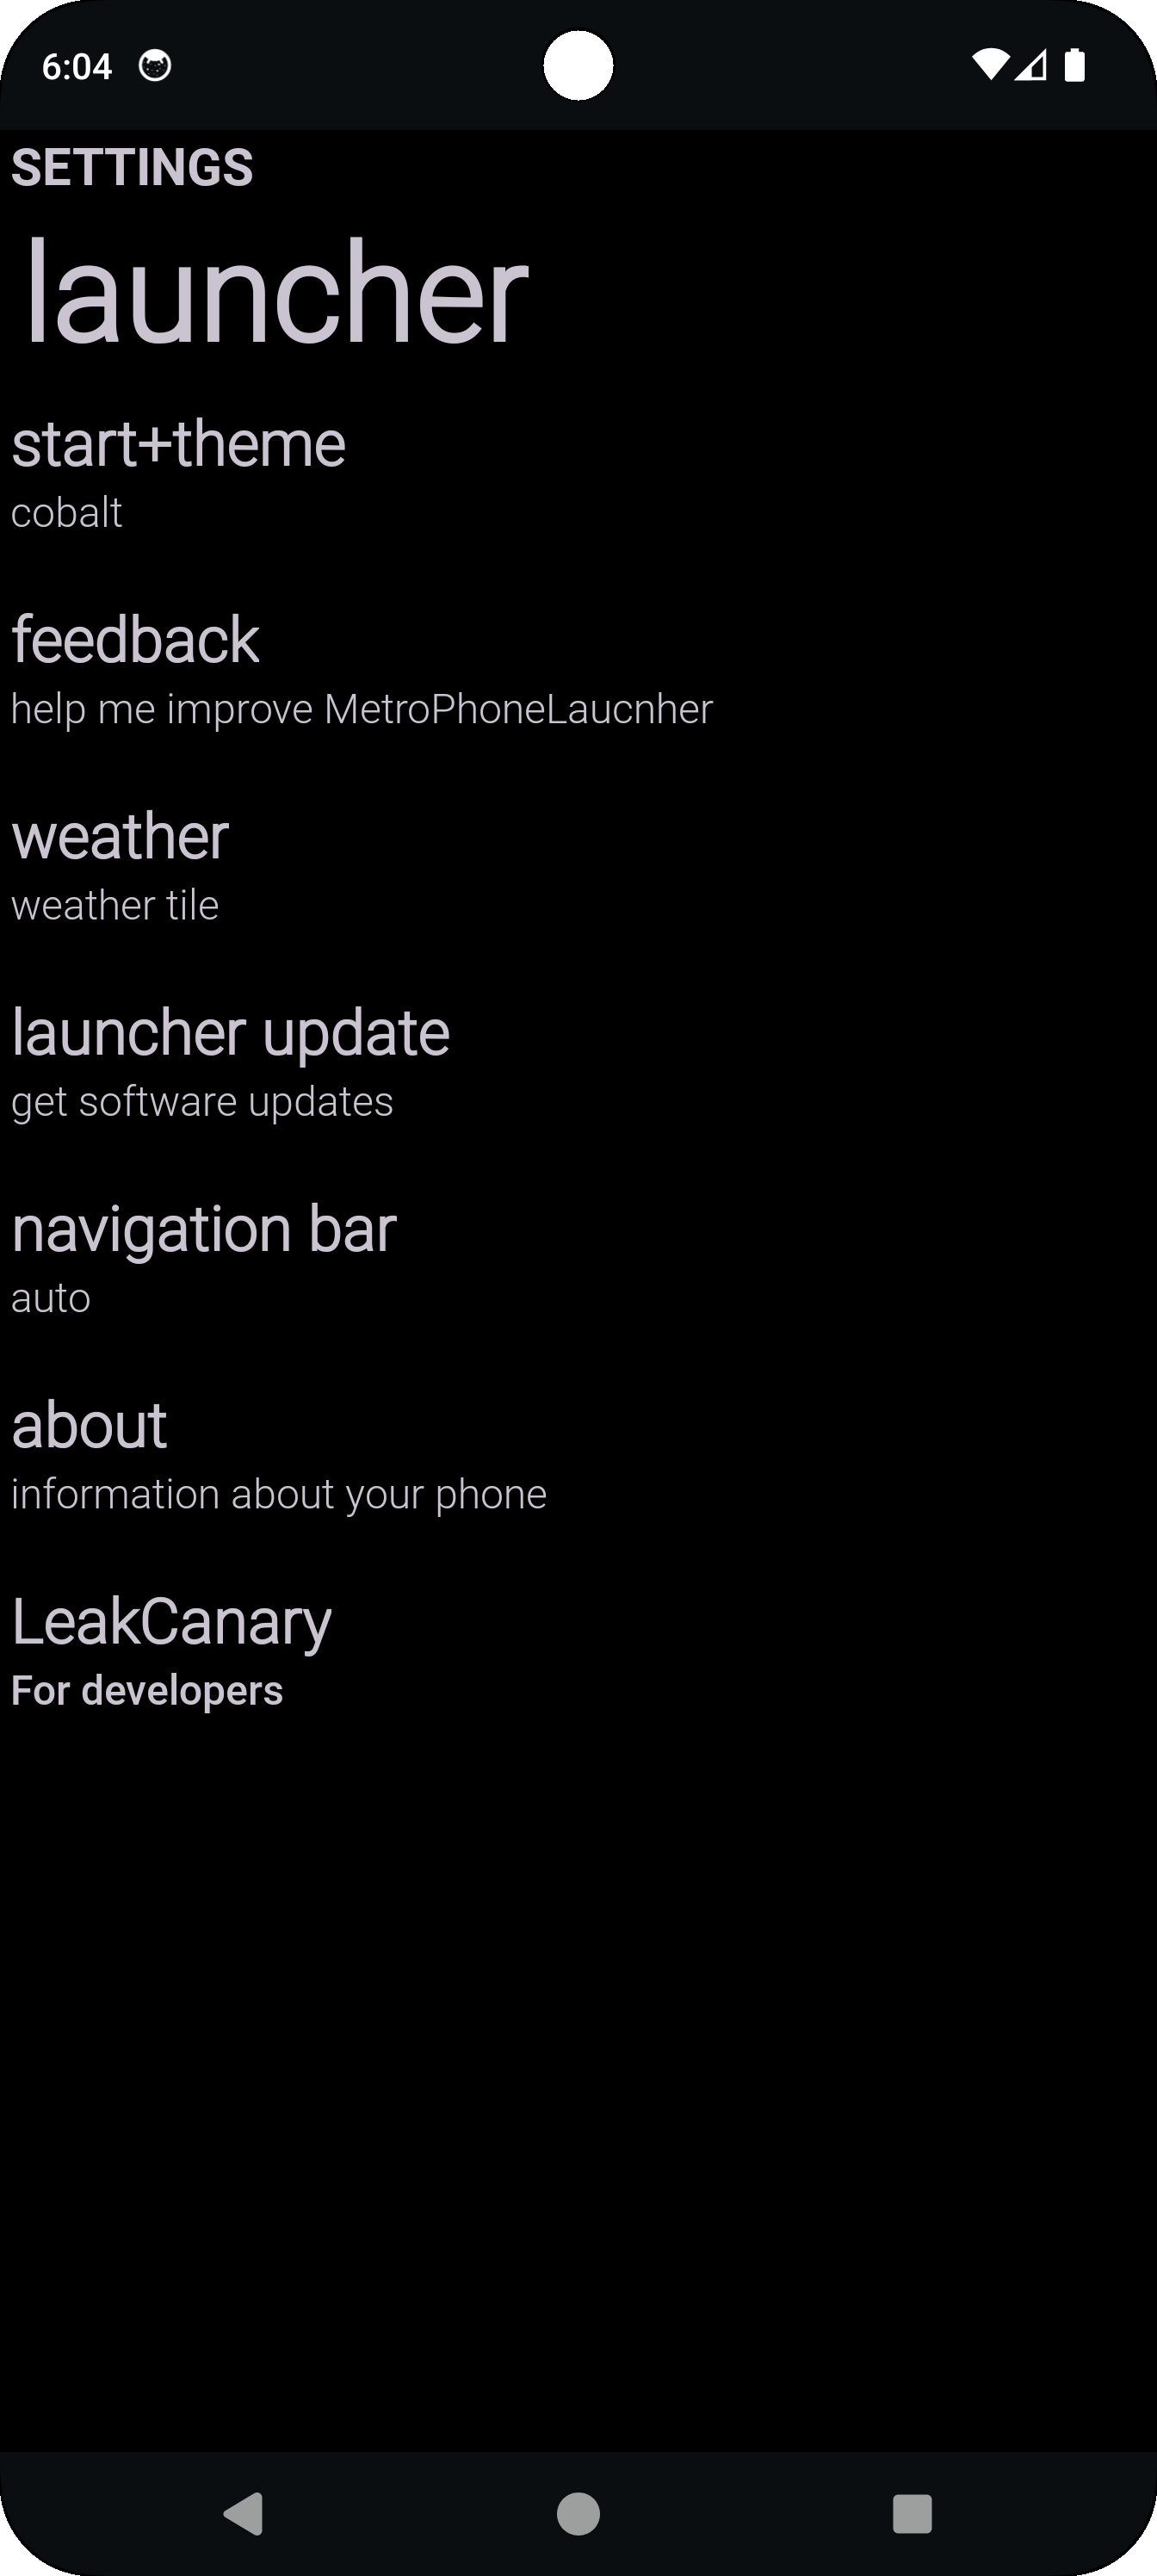 6:04
SETTINGS
launcher
start+theme
cobalt
feedback
help me improve MetroPhoneLaucnher
weather
weather tile
launcher update
get software updates
navigation bar
auto
about
information about your phone
LeakCanary
For developers